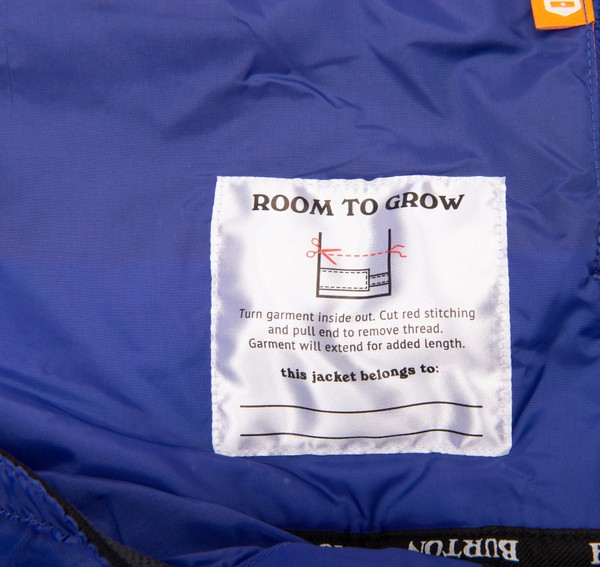 ROOM TO GROW
Turn garment inside out. Cut red stitching
and pull end to remove thread.
Garment will extend for added length.
this jacket belongs to:
BURTON